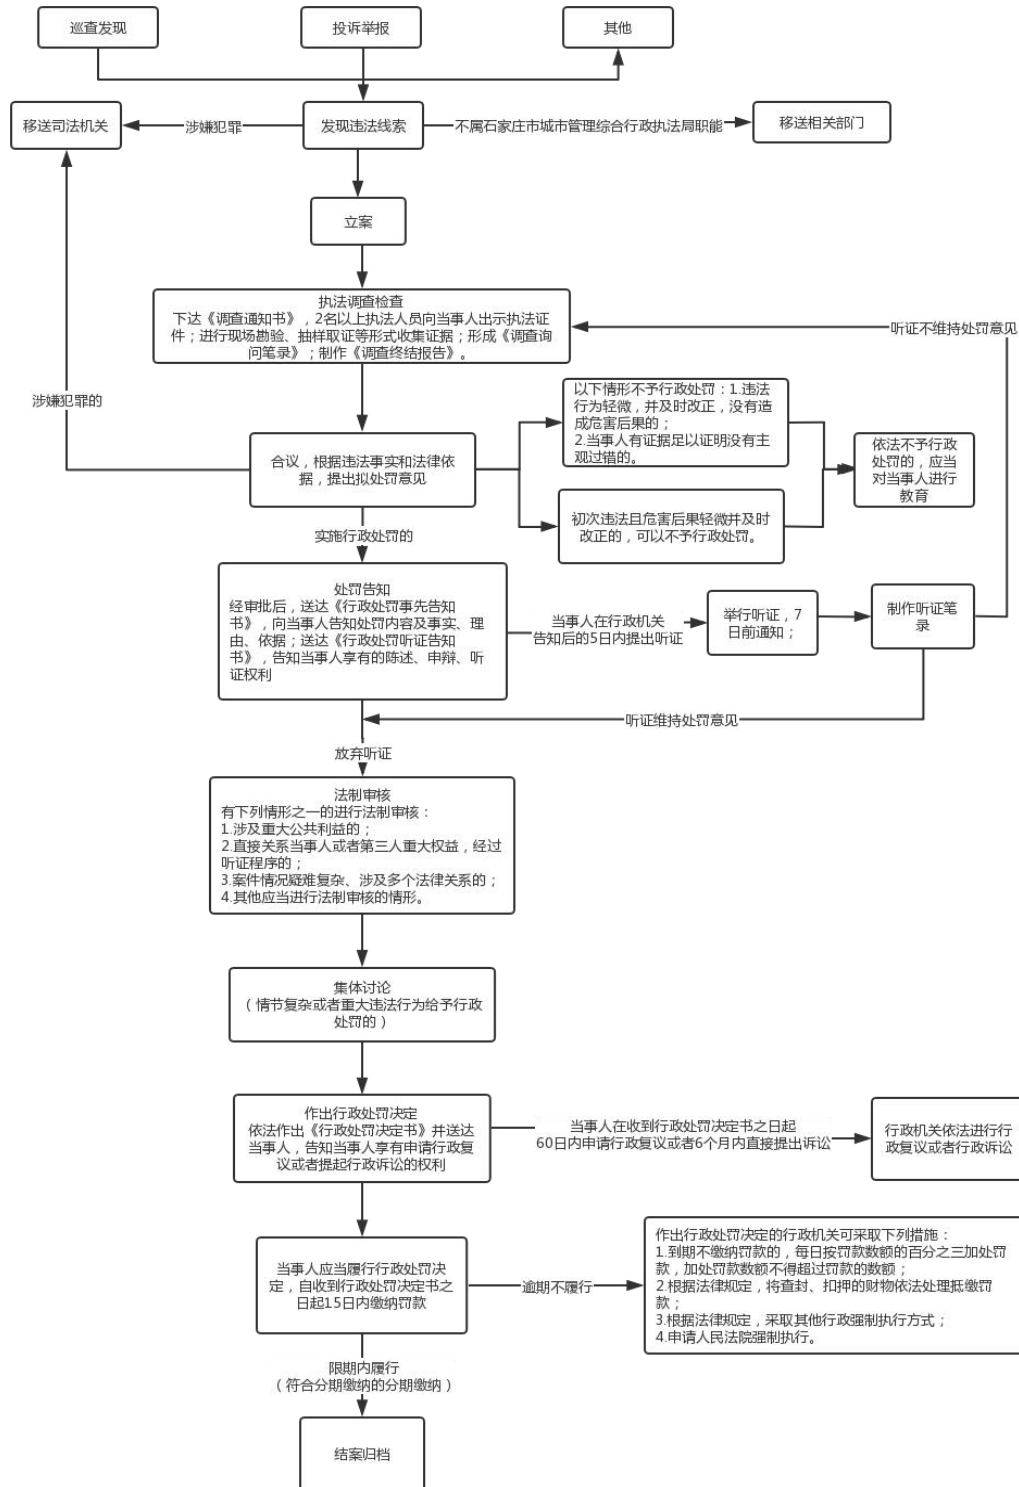 巡查发现
投诉举报
其他
移送司法机关
涉嫌犯罪
发现违法线索
不属石家庄市城市管理综合行政执法局职能
移送相关部门
立案
执法调查检查
下达《调查通知书》，2名以上执法人员向当事人出示执法证
件；进行现场勘验、抽样取证等形式收集证据；形成《调查询
问笔录》；制作《调查终结报告》。
听证不维持处罚意见
涉嫌犯罪的
以下情形不予行政处罚：1.违法
行为轻微，并及时改正，没有造
成危害后果的；
2.当事人有证据足以证明没有主
观过错的。
合议，根据违法事实和法律依
据，提出拟处罚意见
依法不予行政
处罚的，应当
对当事人进行
教育
初次违法且危害后果轻微并及时
改正的，可以不予行政处罚。
实施行政处罚的
处罚告知
经审批后，送达《行政处罚事先告知
书》，向当事人告知处罚内容及事实、理
由、依据；送达《行政处罚听证告知
书》，告知当事人享有的陈述、申辩、听
证权利
当事人在行政机关
告知后的5日内提出听证
举行听证，7
日前通知；
制作听证笔
录
听证维持处罚意见
放弃听证
法制审核
有下列情形之一的进行法制审核：
1.涉及重大公共利益的；
2.直接关系当事人或者第三人重大权益，经过
听证程序的；
3.案件情况疑难复杂、涉及多个法律关系的；
4.其他应当进行法制审核的情形。
集体讨论
（情节复杂或者重大违法行为给予行政
处罚的）
作出行政处罚决定
依法作出《行政处罚决定书》并送达
当事人，告知当事人享有申请行政复
议或者提起行政诉讼的权利
当事人在收到行政处罚决定书之日起
60日内申请行政复议或者6个月内直接提出诉讼
行政机关依法进行行
政复议或者行政诉讼
当事人应当履行行政处罚决
定，自收到行政处罚决定书之
日起15日内缴纳罚款
逾期不履行
作出行政处罚决定的行政机关可采取下列措施：
1.到期不缴纳罚款的，每日按罚款数额的百分之三加处罚
款，加处罚款数额不得超过罚款的数额；
2.根据法律规定，将查封、扣押的财物依法处理抵缴罚
款；
3.根据法律规定，采取其他行政强制执行方式；
4.申请人民法院强制执行。
限期内履行
（符合分期缴纳的分期缴纳）
结案归档